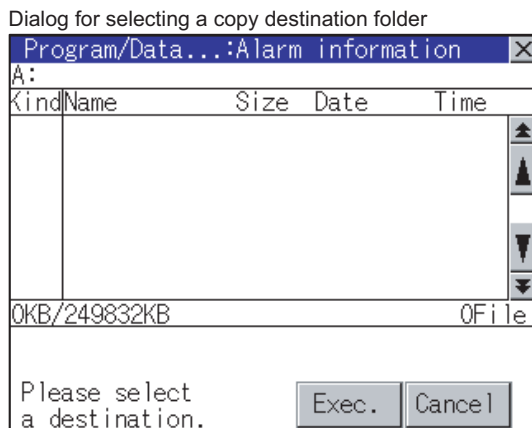 Dialog for selecting a copy destination folder
Program/Data...:Alarm information
A:
Kind Name Size Date Time
0KB/249832KB 0File
Please select
a destination.
Exec. Cancel